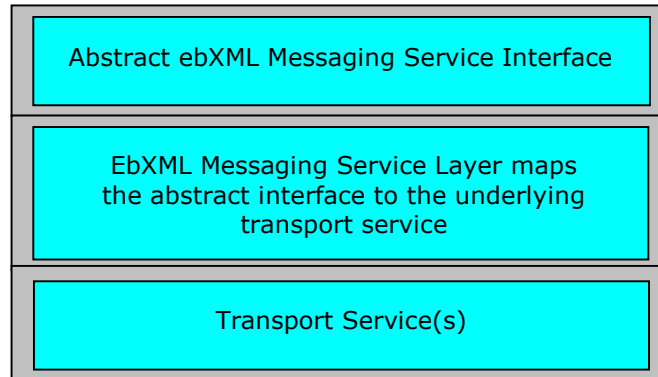 Abstract ebXML Messaging Service Interface
EbXML Messaging Service Layer maps
the abstract interface to the underlying
transport service
Transport Service(s)